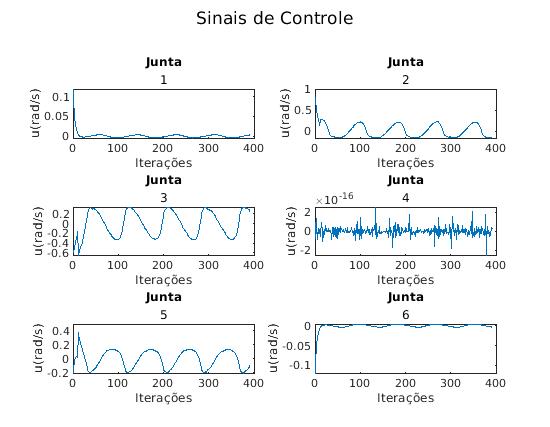 Sinais de Controle
Junta
1
u(rad/s)
0.1
0.05
0
0 100 200 300 400
Iterações
Junta
2
u(rad/s)
1
0.5
0
0 100 200 300 400
Iterações
Junta
3
u(rad/s)
0.2
0
-0.2
-0.4
-0.6
0 100 200 300 400
Iterações
Junta
4
×10-16
u(rad/s)
2
0
-2
0 100 200 300 400
Iterações
Junta
5
u(rad/s)
0.4
0.2
0
-0.2
0 100 200 300 400
Iterações
Junta
6
u(rad/s)
0
-0.05
-0.1
0 100 200 300 400
Iterações